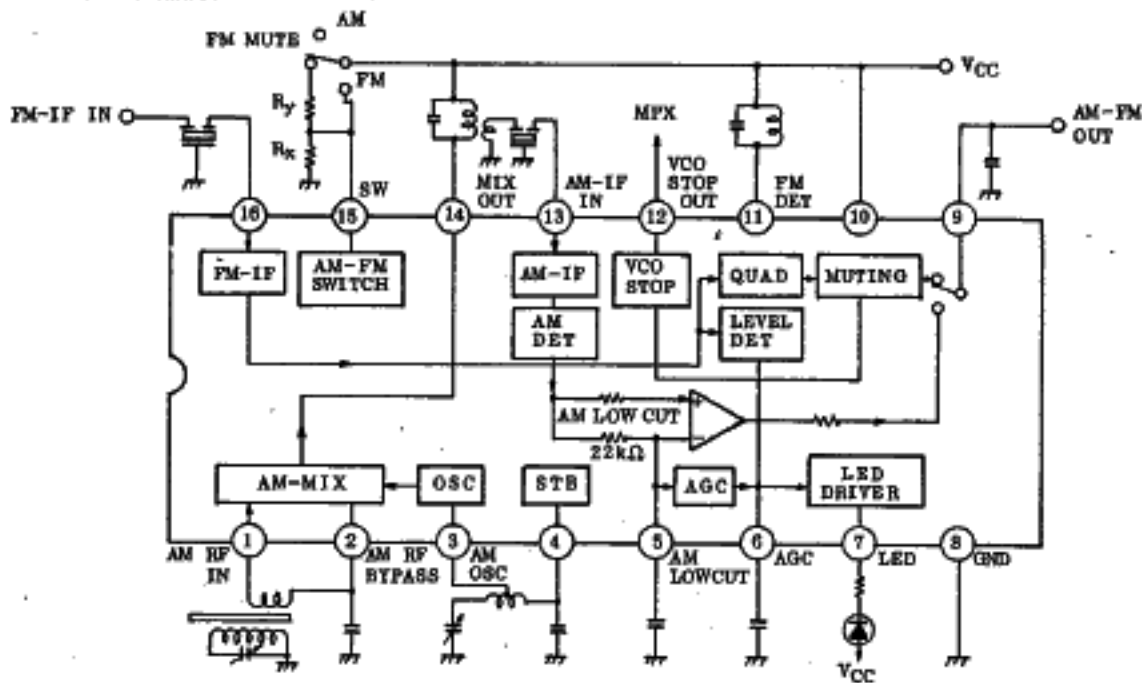 AM
FM MUTE
VCC
FM
FM-IF IN
Ry
MPX
AM-FM
OUT
Rx
SW
MIX
OUT
AM-IF
IN
VCO
STOP
OUT
FM
DET
16
15
14
13
12
11
10
9
FM-IF
AM-FM
SWITCH
AM-IF
VCO
STOP
QUAD
MUTING
AM
DET
LEVEL
DET
AM LOW CUT
+
−
22kΩ
AM-MIX
OSC
STB
AGC
LED
DRIVER
1
2
3
4
5
6
7
8
AM RF
IN
AM RF
BYPASS
AM
OSC
AM
LOWCUT
AGC
LED
GND
VCC